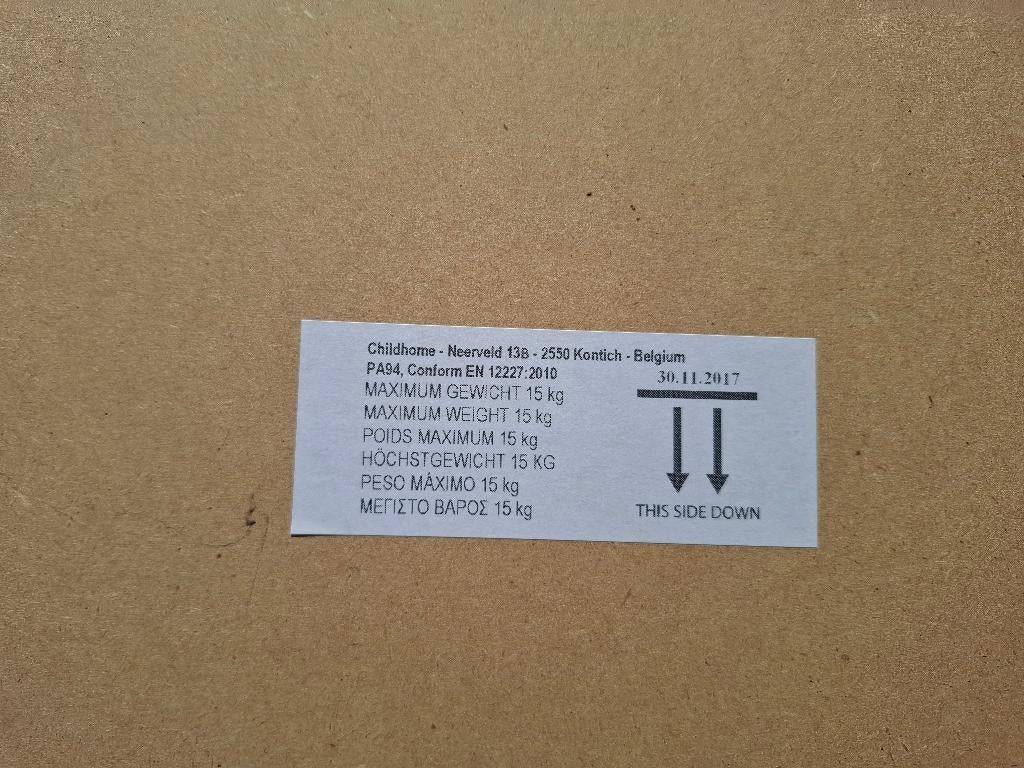 Childhome - Neerveld 13B - 2550 Kontich - Belgium
PA94, Conform EN 12227:2010
MAXIMUM GEWICHT 15 kg
MAXIMUM WEIGHT 15 kg
POIDS MAXIMUM 15 kg
HÖCHSTGEWICHT 15 KG
PESO MÁXIMO 15 kg
ΜΕΓΙΣΤΟ ΒΑΡΟΣ 15 kg
30.11.2017
THIS SIDE DOWN